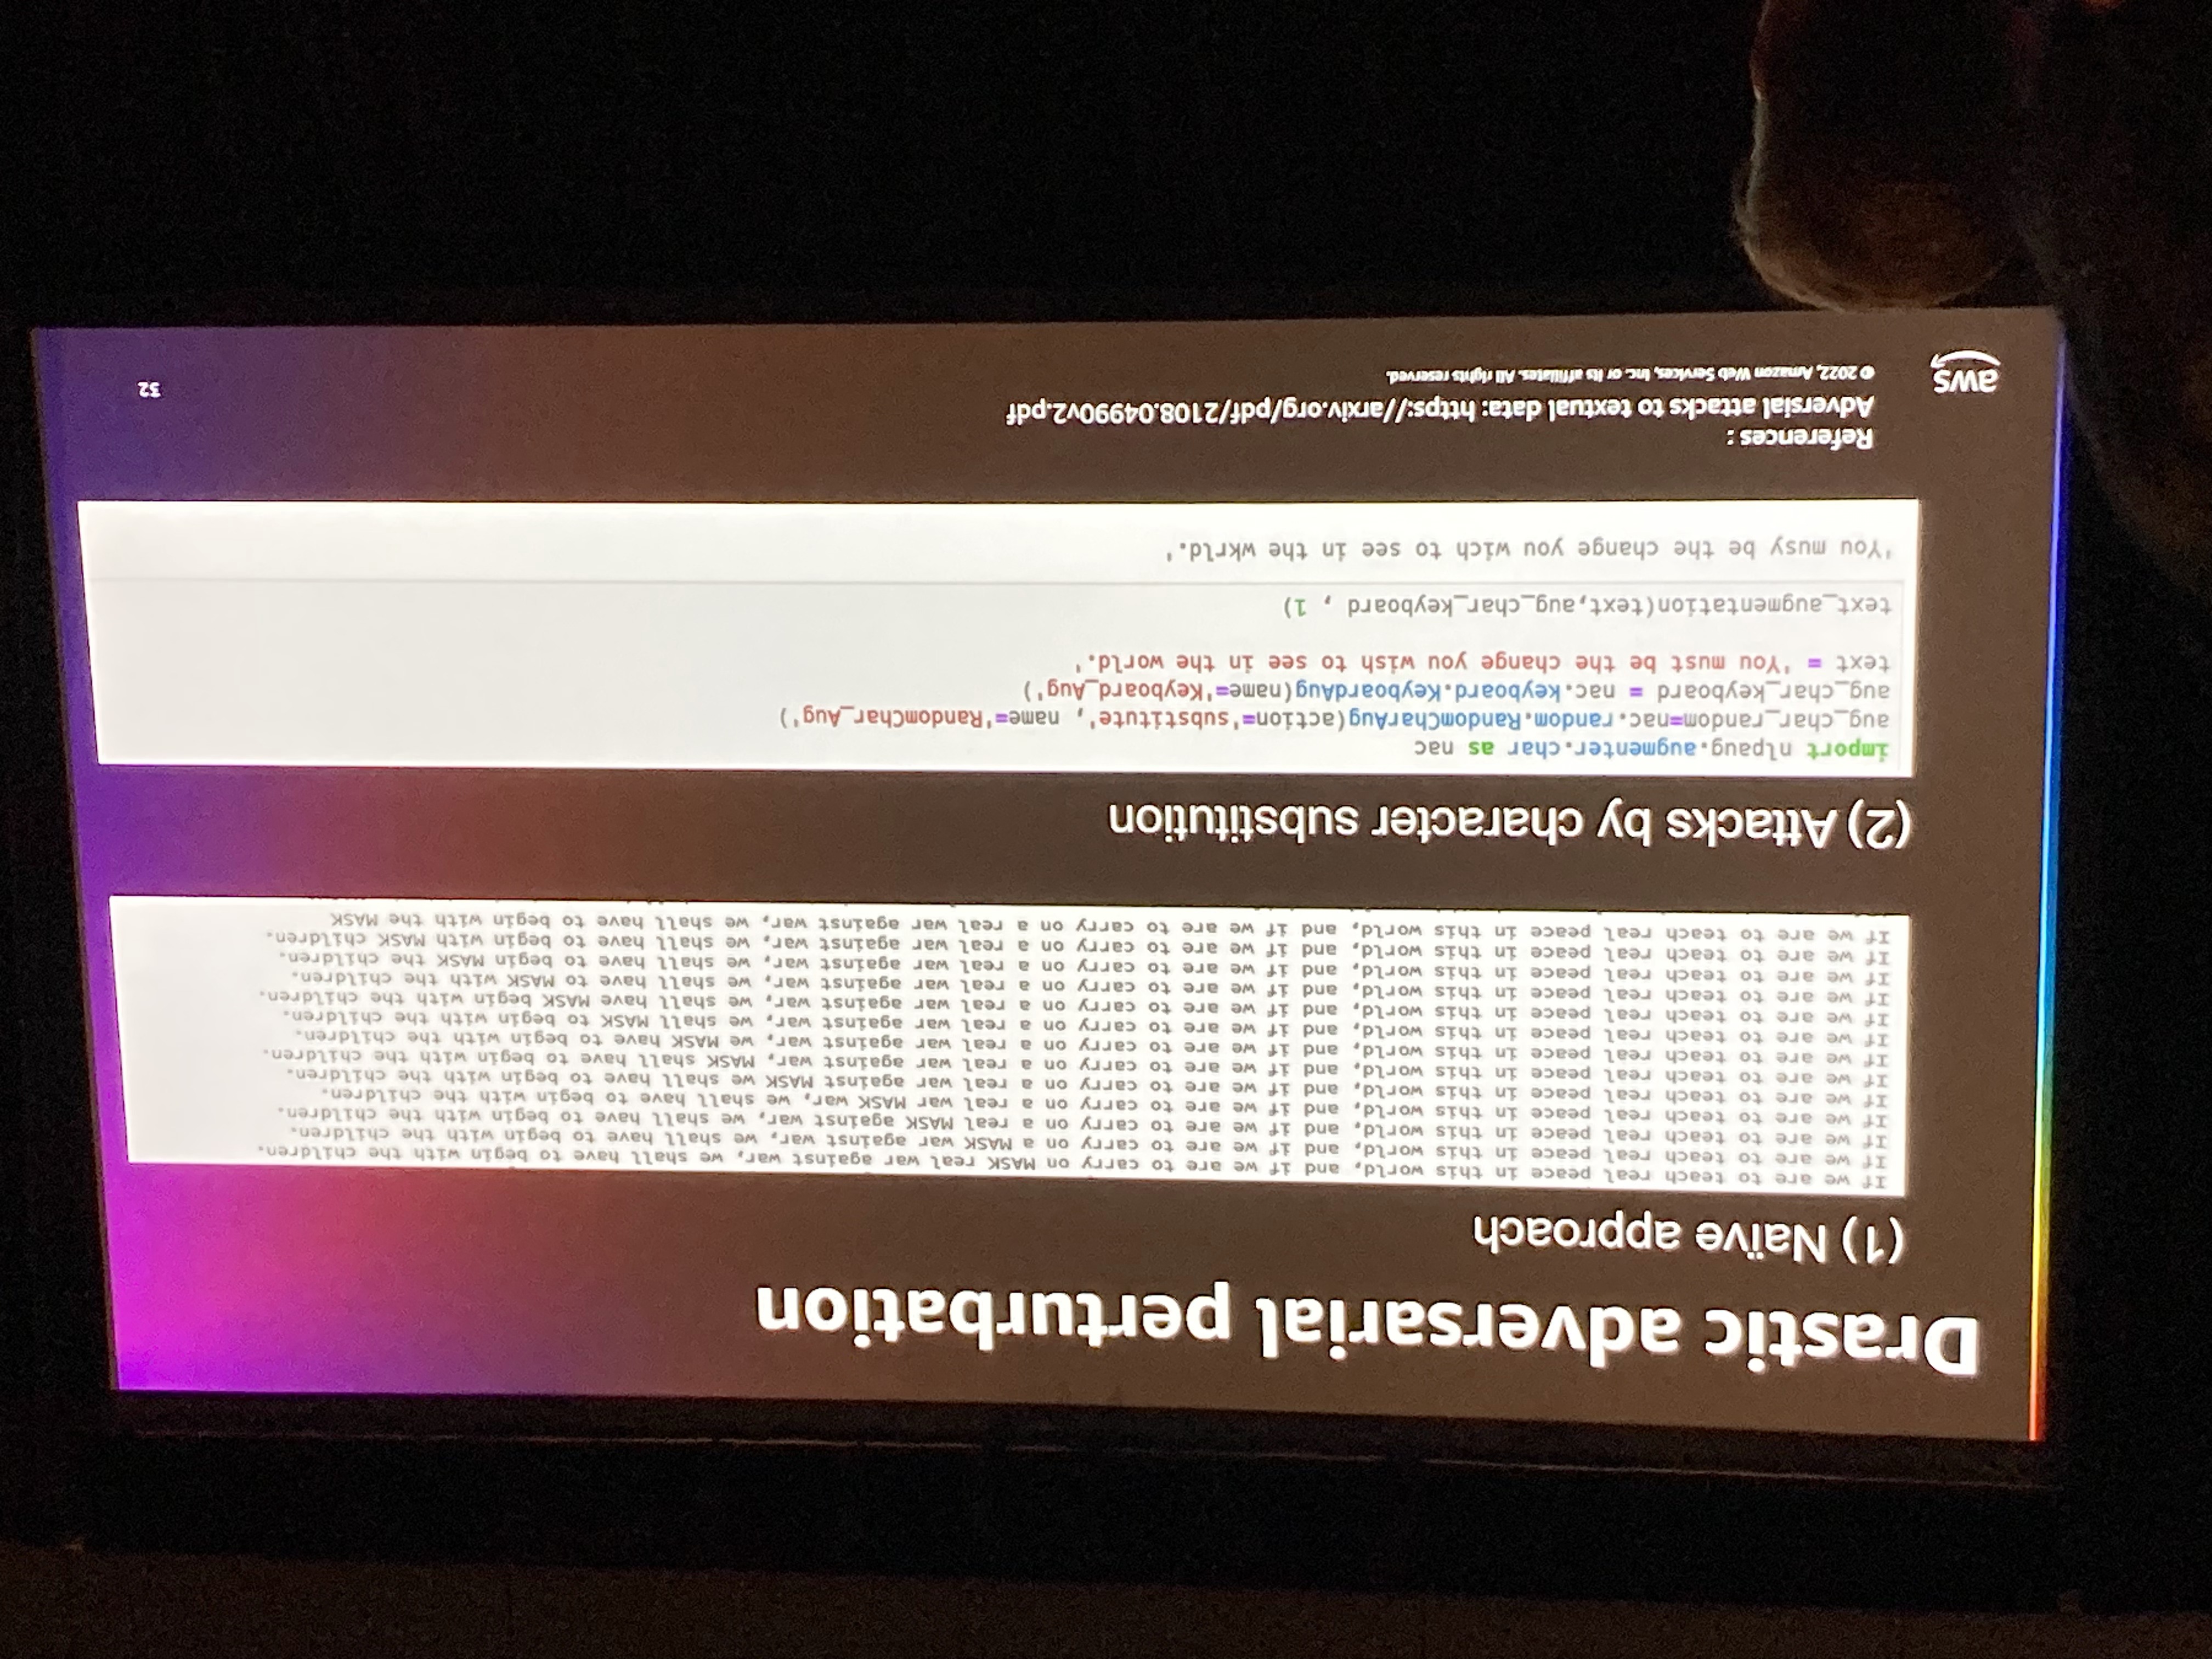 Drastic adversarial perturbation
(1) Naïve approach
If we are to teach real peace in this world, and if we are to carry on MASK real war against war, we shall have to begin with the children.
If we are to teach real peace in this world, and if we are to carry on a MASK war against war, we shall have to begin with the children.
If we are to teach real peace in this world, and if we are to carry on a real MASK against war, we shall have to begin with the children.
If we are to teach real peace in this world, and if we are to carry on a real war MASK war, we shall have to begin with the children.
If we are to teach real peace in this world, and if we are to carry on a real war against MASK we shall have to begin with the children.
If we are to teach real peace in this world, and if we are to carry on a real war against war, MASK shall have to begin with the children.
If we are to teach real peace in this world, and if we are to carry on a real war against war, we MASK have to begin with the children.
If we are to teach real peace in this world, and if we are to carry on a real war against war, we shall MASK to begin with the children.
If we are to teach real peace in this world, and if we are to carry on a real war against war, we shall have MASK begin with the children.
If we are to teach real peace in this world, and if we are to carry on a real war against war, we shall have to MASK with the children.
If we are to teach real peace in this world, and if we are to carry on a real war against war, we shall have to begin MASK the children.
If we are to teach real peace in this world, and if we are to carry on a real war against war, we shall have to begin with MASK children.
If we are to teach real peace in this world, and if we are to carry on a real war against war, we shall have to begin with the MASK
(2) Attacks by character substitution
import nlpaug.augmenter.char as nac
aug_char_random=nac.random.RandomCharAug(action='substitute', name='RandomChar_Aug')
aug_char_keyboard = nac.keyboard.KeyboardAug(name='Keyboard_Aug')
text = 'You must be the change you wish to see in the world.'
text_augmentation(text,aug_char_keyboard , 1)
'You musy be the change you wich to see in the wkrld.'
References :
Adversial attacks to textual data: https://arxiv.org/pdf/2108.04990v2.pdf
aws
© 2022, Amazon Web Services, Inc. or its affiliates. All rights reserved.
32